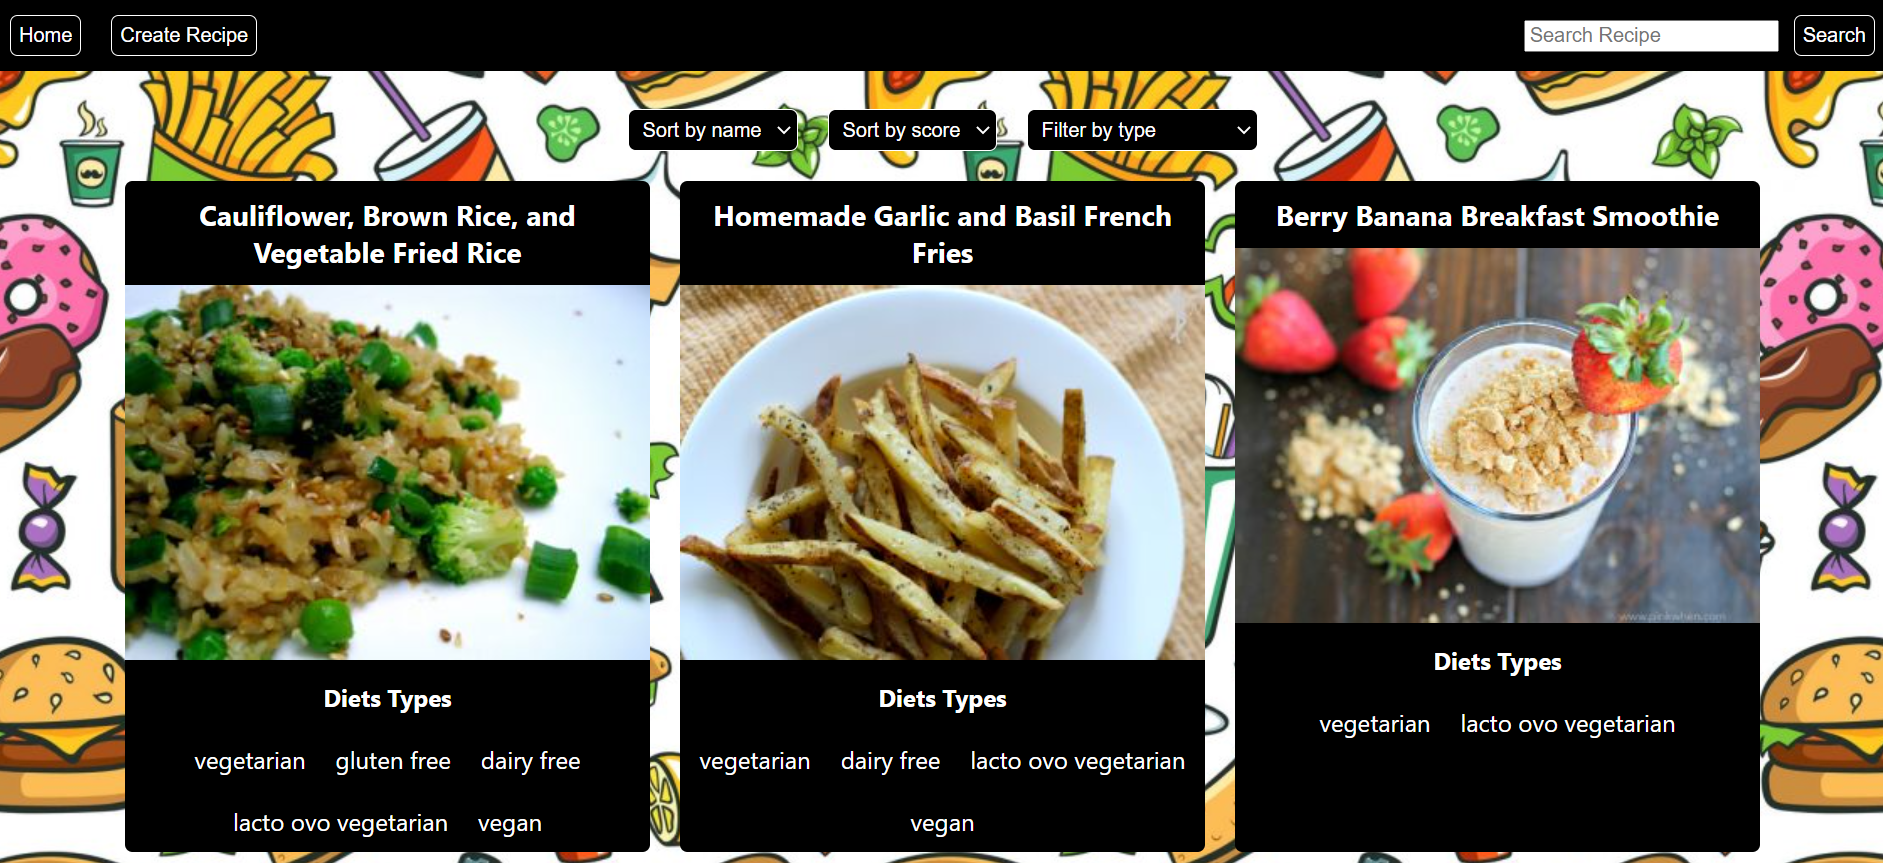 Home
Create Recipe
Search Recipe
Search
Sort by name
Sort by score
Filter by type
Cauliflower, Brown Rice, and
Vegetable Fried Rice
Diets Types
vegetarian gluten free dairy free
lacto ovo vegetarian vegan
Homemade Garlic and Basil French
Fries
Diets Types
vegetarian dairy free lacto ovo vegetarian
vegan
Berry Banana Breakfast Smoothie
Diets Types
vegetarian lacto ovo vegetarian